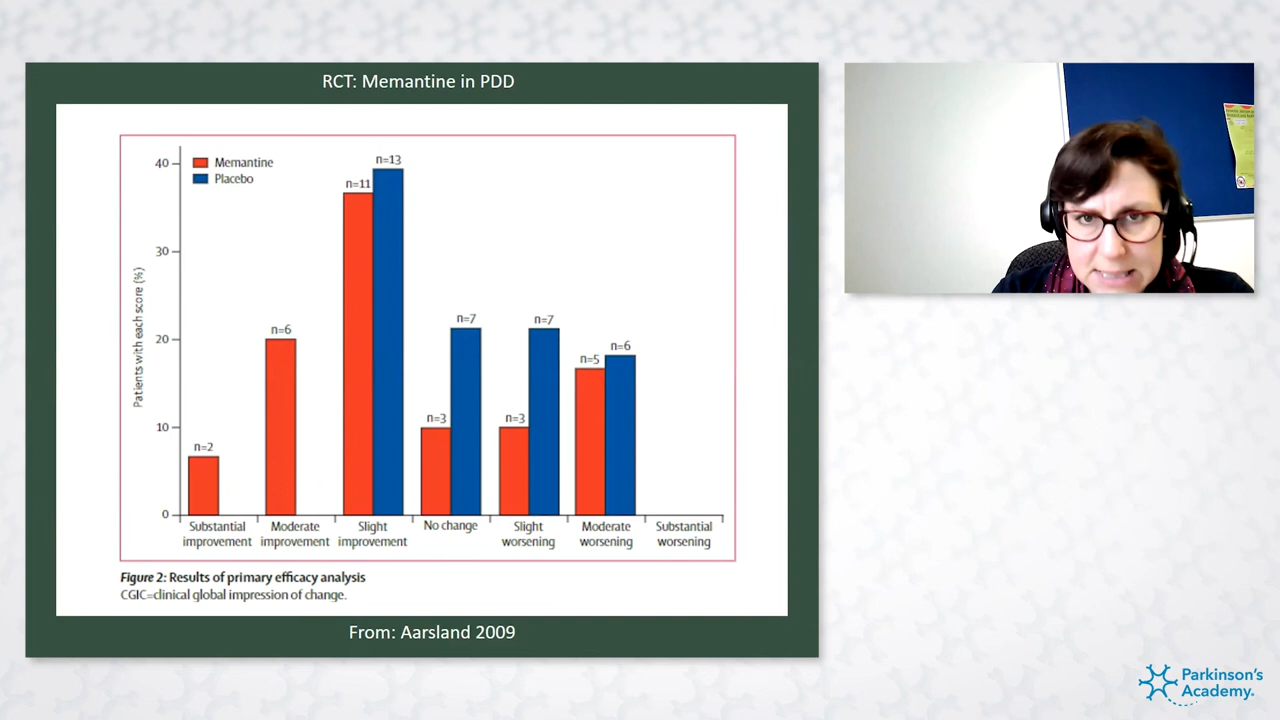 RCT: Memantine in PDD
Patients with each score (%)
40
30
20
10
0
Memantine
Placebo
n=2
n=6
n=11
n=13
n=3
n=7
n=3
n=7
n=5
n=6
Substantial
improvement
Moderate
improvement
Slight
improvement
No change
Slight
worsening
Moderate
worsening
Substantial
worsening
Figure 2: Results of primary efficacy analysis
CGIC=clinical global impression of change.
From: Aarsland 2009
Parkinson's
Academy.